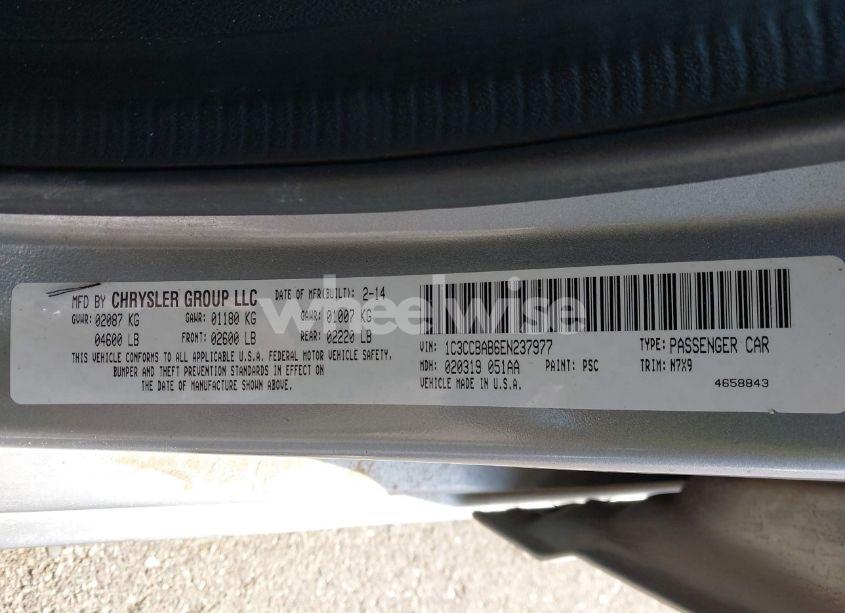 MFD BY CHRYSLER GROUP LLC DATE OF MFR(BUILT): 2-14
GVWR: 02087 KG GAWR: 01180 KG GAWR: 01007 KG
04600 LB FRONT: 02600 LB REAR: 02220 LB
THIS VEHICLE CONFORMS TO ALL APPLICABLE U.S.A. FEDERAL MOTOR VEHICLE SAFETY,
BUMPER AND THEFT PREVENTION STANDARDS IN EFFECT ON
THE DATE OF MANUFACTURE SHOWN ABOVE.
VIN: 1C3CCBAB6EN237977 TYPE: PASSENGER CAR
MDH: 020319 051AA PAINT: PSC TRIM: N7X9
VEHICLE MADE IN U.S.A. 4658843
wheelwise